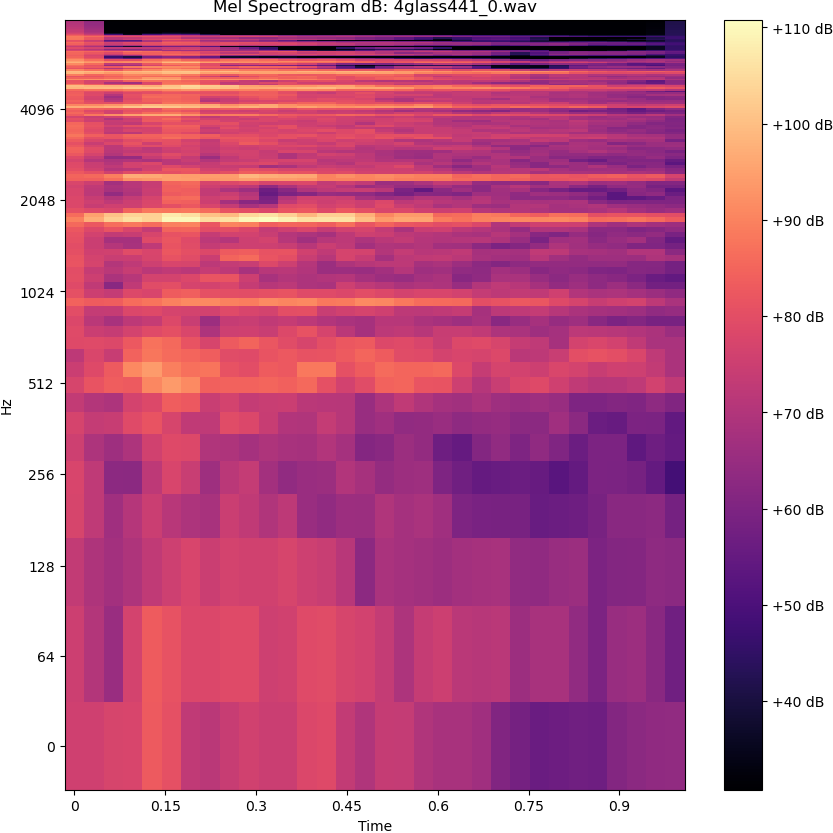 Mel Spectrogram dB: 4glass441_0.wav
Hz
4096
2048
1024
512
256
128
64
0
0
0.15
0.3
0.45
0.6
0.75
0.9
Time
+110 dB
+100 dB
+90 dB
+80 dB
+70 dB
+60 dB
+50 dB
+40 dB